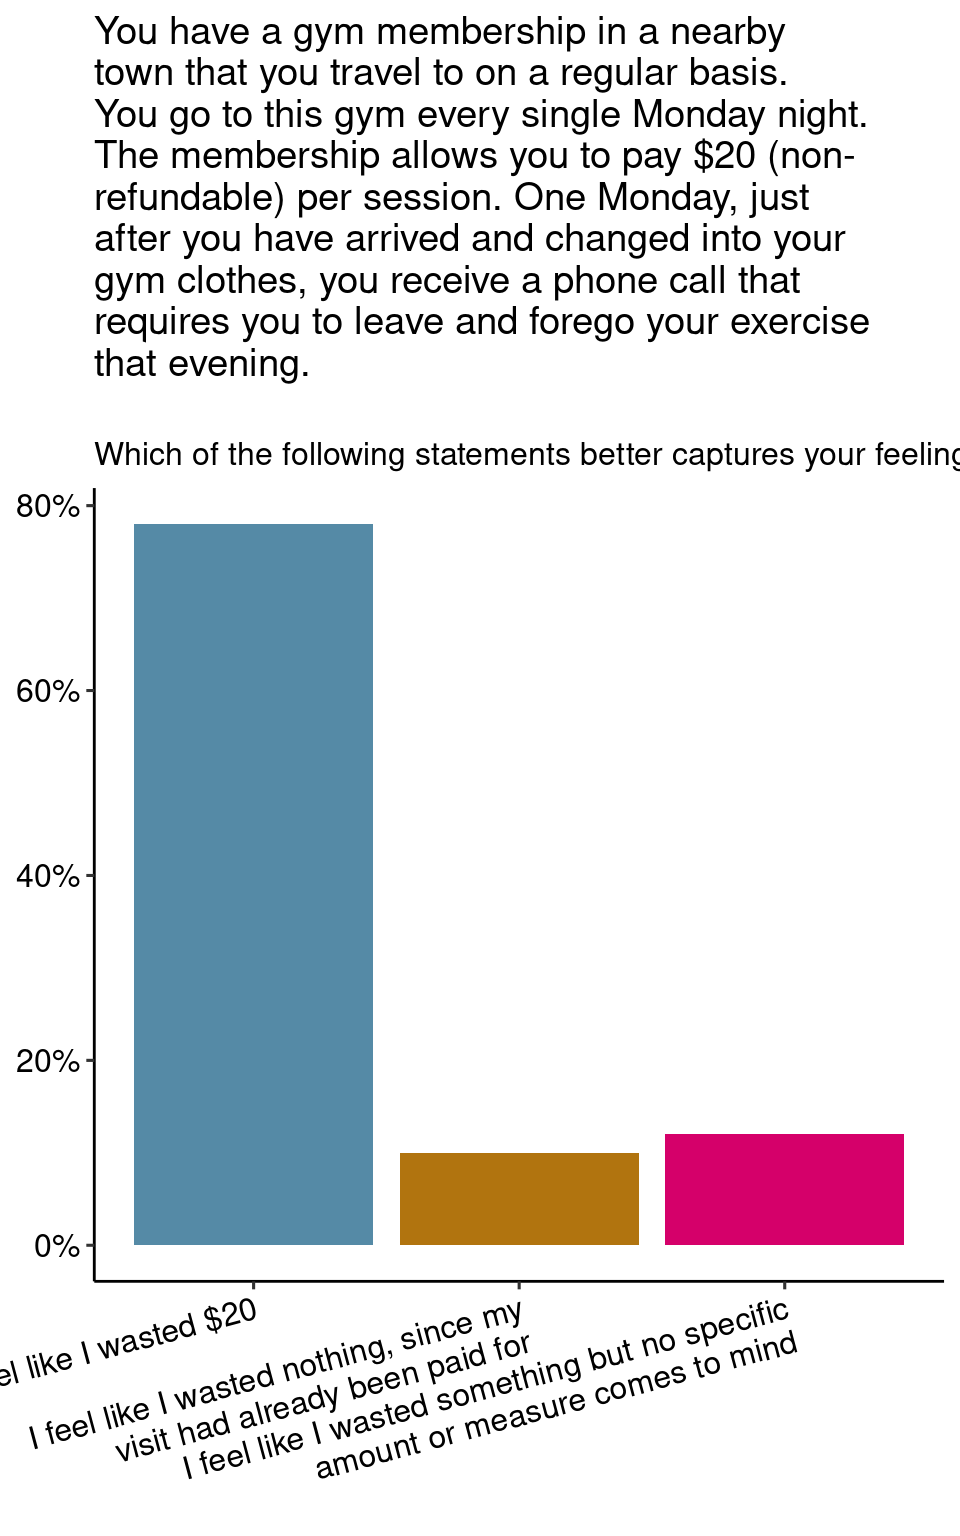 You have a gym membership in a nearby
town that you travel to on a regular basis.
You go to this gym every single Monday night.
The membership allows you to pay $20 (non-
refundable) per session. One Monday, just
after you have arrived and changed into your
gym clothes, you receive a phone call that
requires you to leave and forego your exercise
that evening.
Which of the following statements better captures your feeling
80%
60%
40%
20%
0%
like I wasted $20
I feel like I wasted nothing, since my
visit had already been paid for
I feel like I wasted something but no specific
amount or measure comes to mind